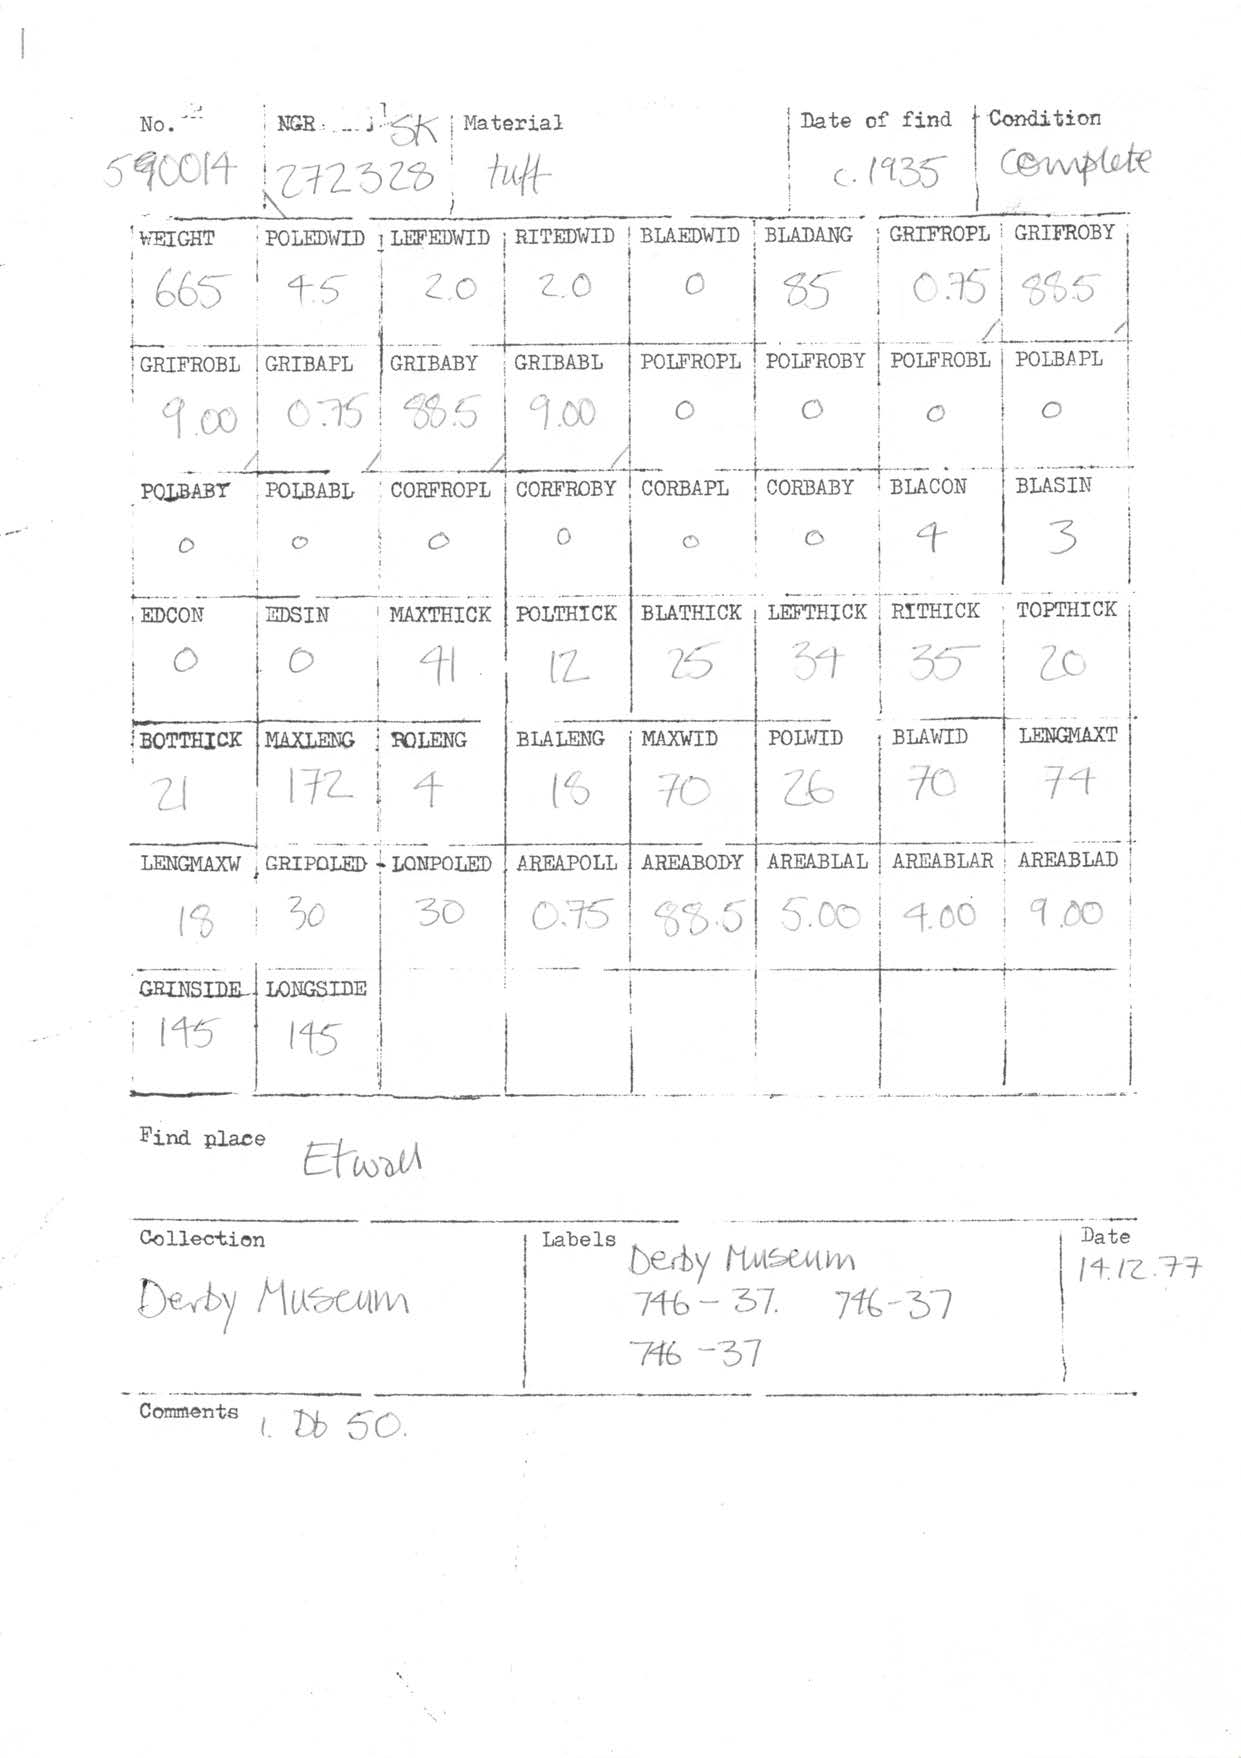 No. NGR SK Material Date of find Condition
590014 272328 tuff c. 1935 complete
WEIGHT POLEDWID LEFEDWID RITEDWID BLAEDWID BLADANG GRIFROPL GRIFROBY
665 4.5 2.0 2.0 0 85 0.75 88.5
GRIFROBL GRIBAPL GRIBABY GRIBABL POLFROPL POLFROBY POLFROBL POLBAPL
9.00 0.75 88.5 9.00 0 0 0 0
POLBABY POLBABL CORFROPL CORFROBY CORBAPL CORBABY BLACON BLASIN
0 0 0 0 0 0 4 3
EDCON EDSIN MAXTHICK POLTHICK BLATHICK LEFTHICK RITHICK TOPTHICK
0 0 41 12 25 34 35 20
BOTTHICK MAXLENG POLENG BLALENG MAXWID POLWID BLAWID LENGMAXT
21 172 4 18 70 26 70 74
LENGMAXW GRIPOLED LONPOLED AREAPOLL AREABODY AREABLAL AREABLAR AREABLAD
18 30 30 0.75 88.5 5.00 4.00 9.00
GRINSIDE LONGSIDE
145 145
Find place Etwall
Collection Labels Derby Museum Date
Derby Museum 746-37. 746-37 14.12.77
746-37
Comments 1. Db 50.